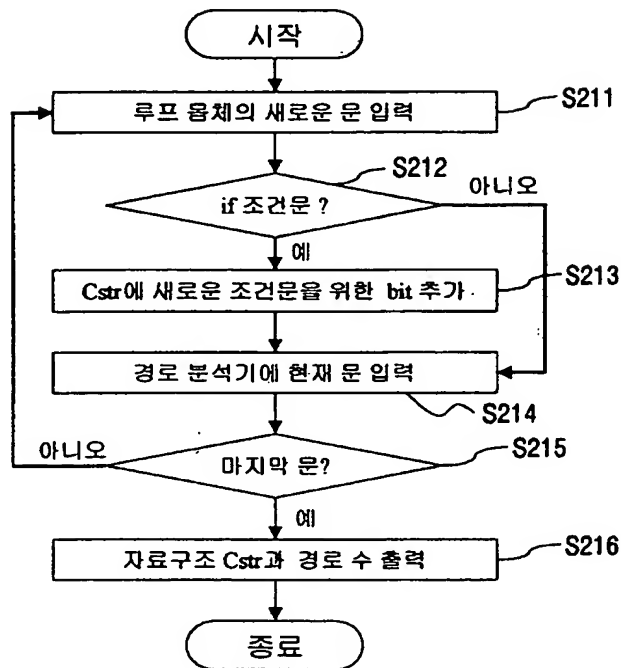 시작
루프 몸체의 새로운 문 입력
S211
S212
if 조건문 ?
아니오
예
Cstr에 새로운 조건문을 위한 bit 추가
S213
경로 분석기에 현재 문 입력
S214
아니오
마지막 문?
S215
예
자료구조 Cstr과 경로 수 출력
S216
종료